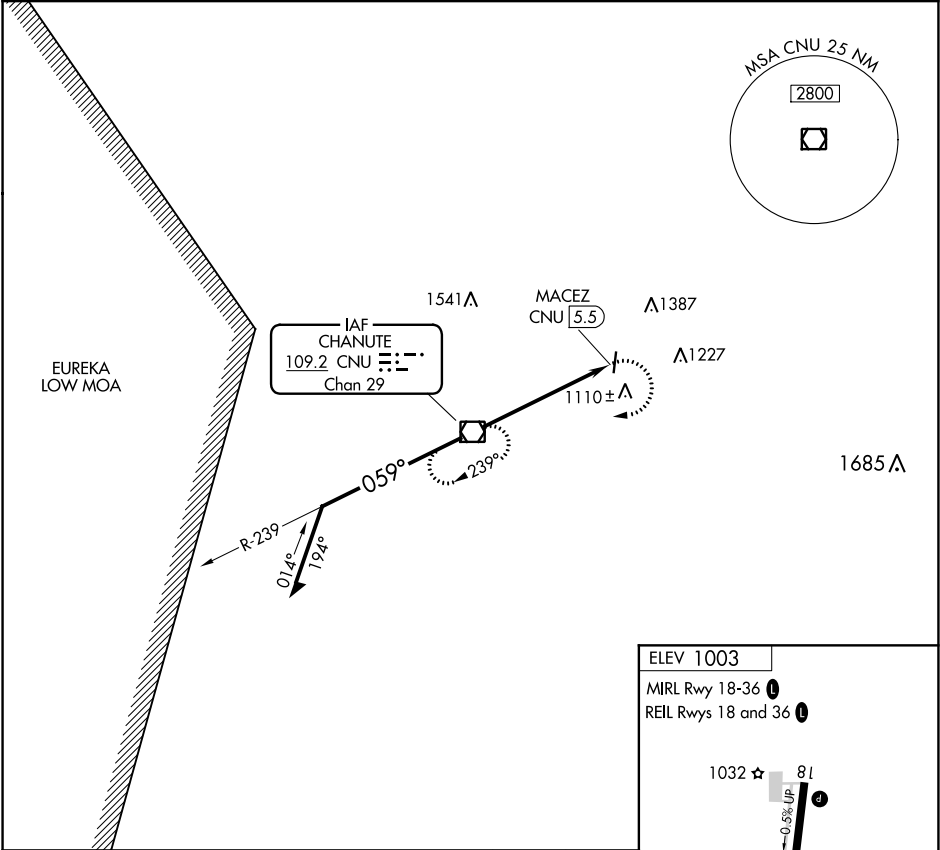 MSA CNU 25 NM
2800
1541
MACEZ
CNU 5.5
1387
IAF
CHANUTE
109.2 CNU
Chan 29
1227
EUREKA
LOW MOA
1110 ±
059°
239°
1685
R-239
014°
194°
ELEV 1003
MIRL Rwy 18-36 L
REIL Rwys 18 and 36 L
1032
18
P
0.5% UP